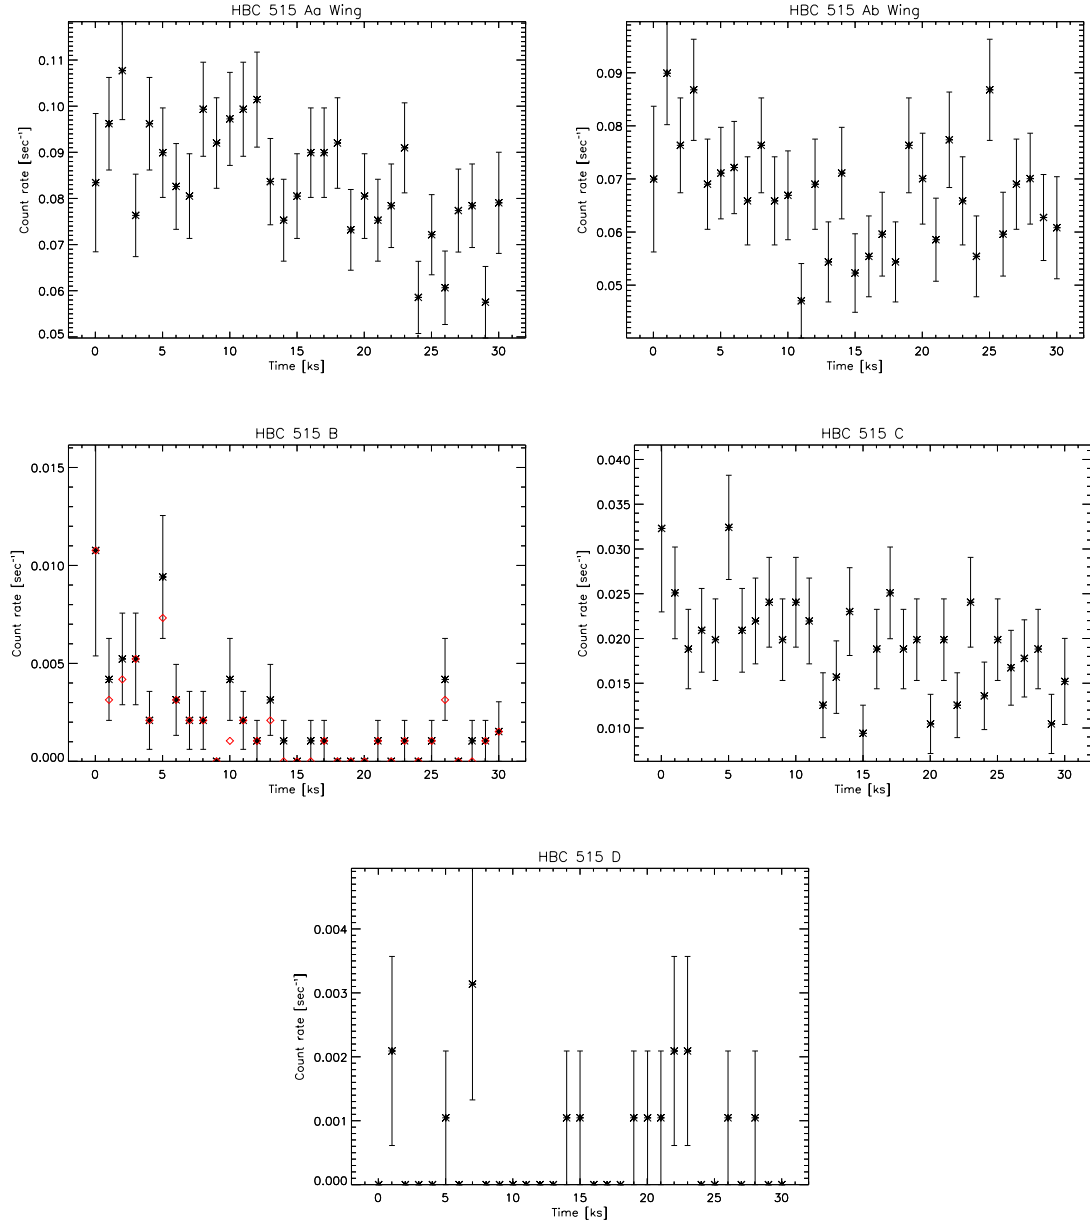 HBC 515 Aa Wing
HBC 515 Ab Wing
Count rate [sec⁻¹]
0.11
0.10
0.09
0.08
0.07
0.06
0.05
0 5 10 15 20 25 30
Time [ks]
Count rate [sec⁻¹]
0.09
0.08
0.07
0.06
0.05
0 5 10 15 20 25 30
Time [ks]
HBC 515 B
HBC 515 C
Count rate [sec⁻¹]
0.015
0.010
0.005
0.000
0 5 10 15 20 25 30
Time [ks]
Count rate [sec⁻¹]
0.040
0.035
0.030
0.025
0.020
0.015
0.010
0 5 10 15 20 25 30
Time [ks]
HBC 515 D
Count rate [sec⁻¹]
0.004
0.003
0.002
0.001
0.000
0 5 10 15 20 25 30
Time [ks]